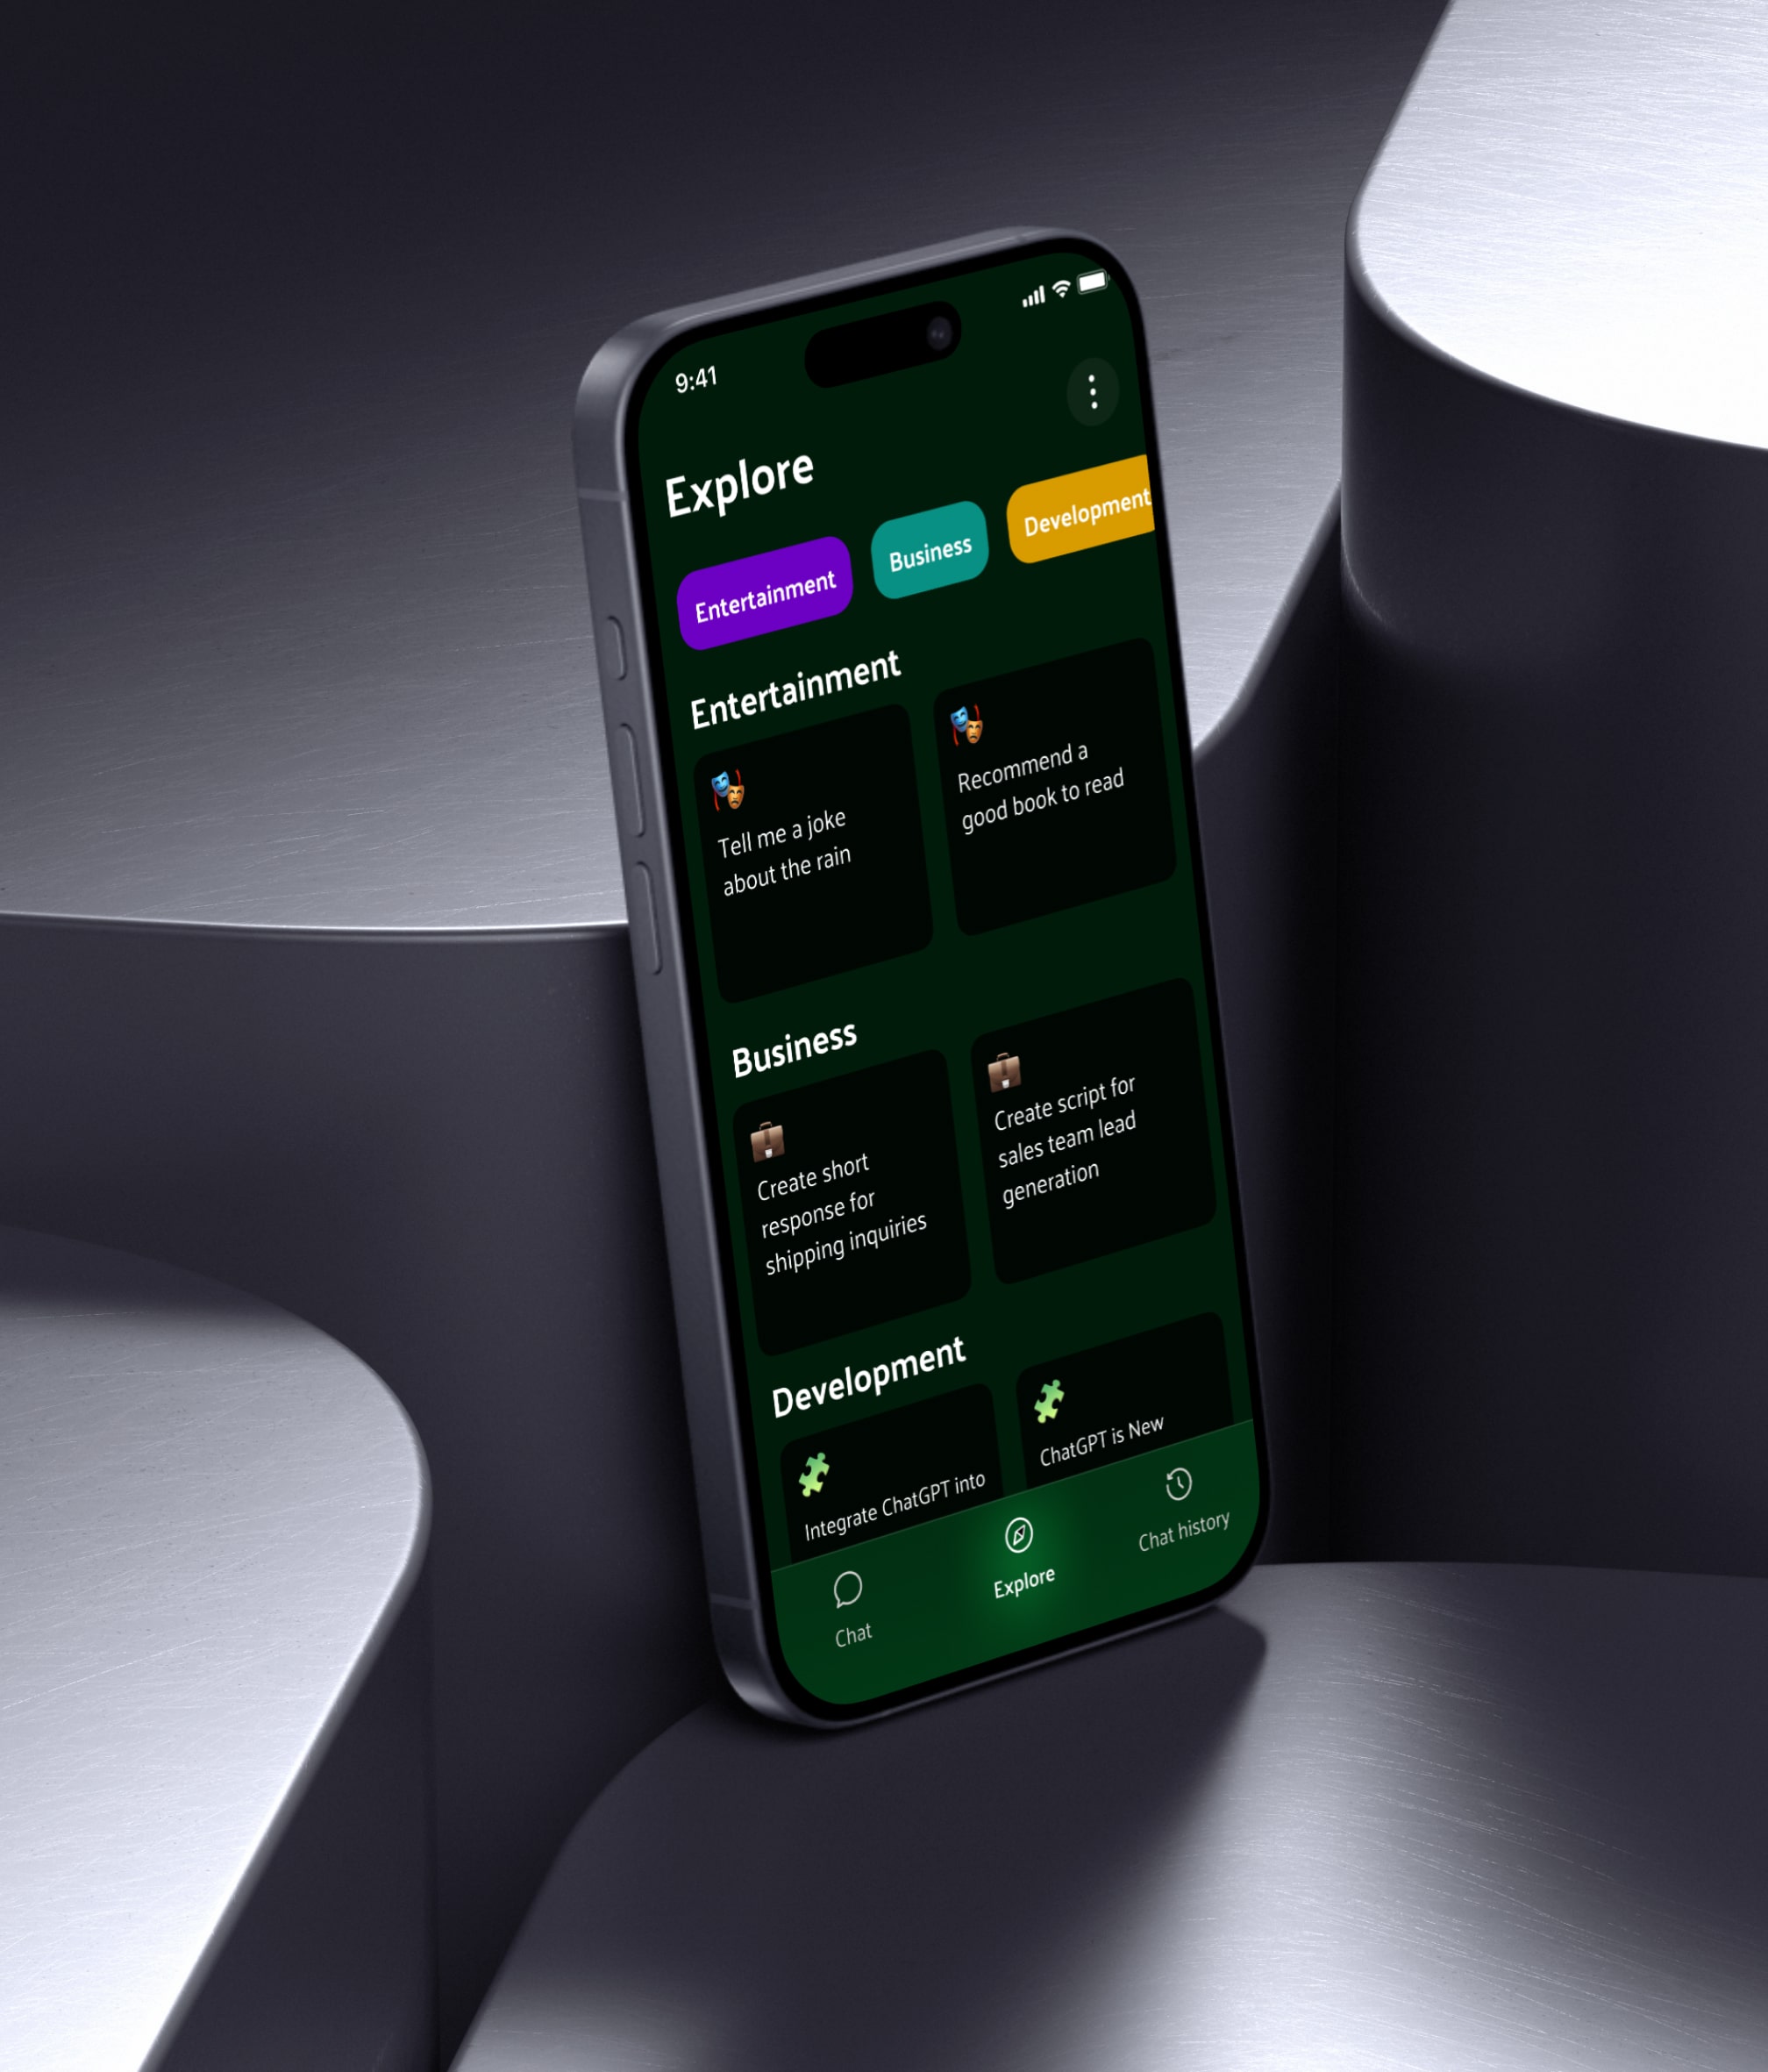 9:41
Explore
Entertainment
Business
Development
Entertainment
Tell me a joke
about the rain
Recommend a
good book to read
Business
Create short
response for
shipping inquiries
Create script for
sales team lead
generation
Development
Integrate ChatGPT into
ChatGPT is New
Chat
Explore
Chat history